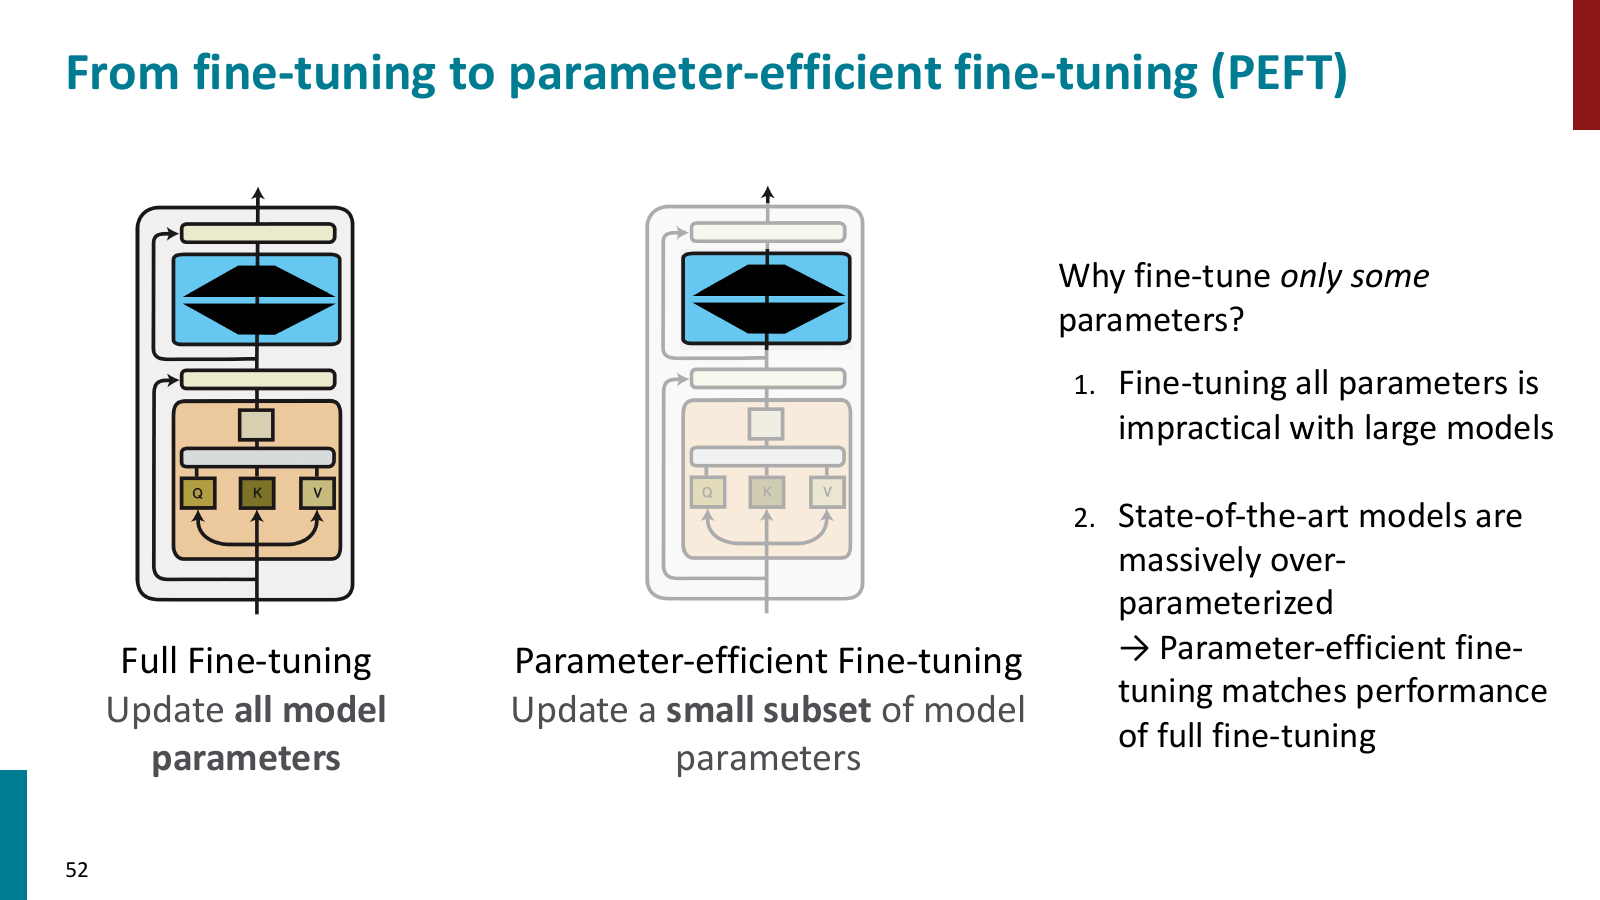 From fine-tuning to parameter-efficient fine-tuning (PEFT)
Q K V
Full Fine-tuning
Update all model
parameters
Q K V
Parameter-efficient Fine-tuning
Update a small subset of model
parameters
Why fine-tune only some
parameters?
1. Fine-tuning all parameters is
impractical with large models
2. State-of-the-art models are
massively over-
parameterized
→ Parameter-efficient fine-
tuning matches performance
of full fine-tuning
52